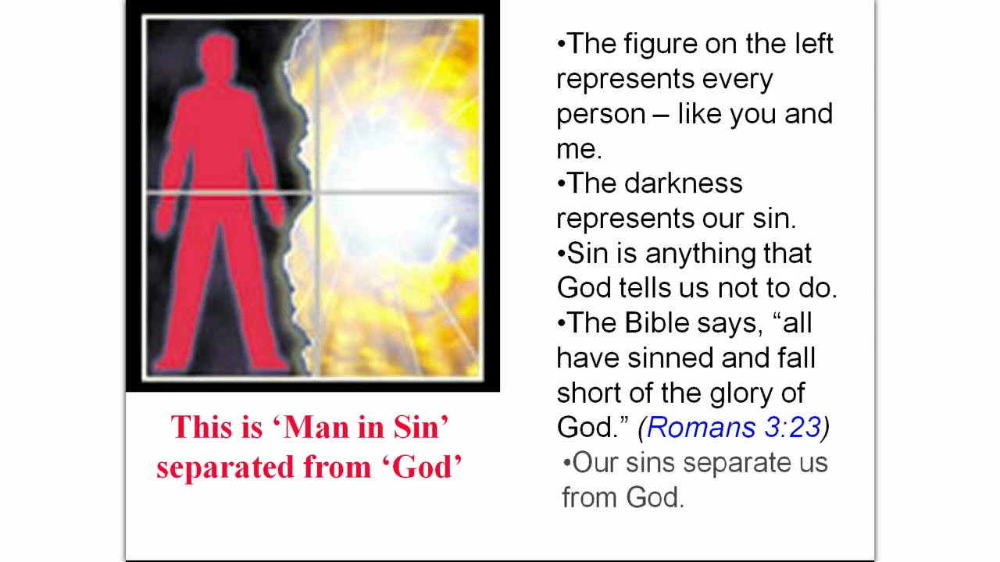 This is ‘Man in Sin’
separated from ‘God’
•The figure on the left
represents every
person – like you and
me.
•The darkness
represents our sin.
•Sin is anything that
God tells us not to do.
•The Bible says, “all
have sinned and fall
short of the glory of
God.” (Romans 3:23)
•Our sins separate us
from God.